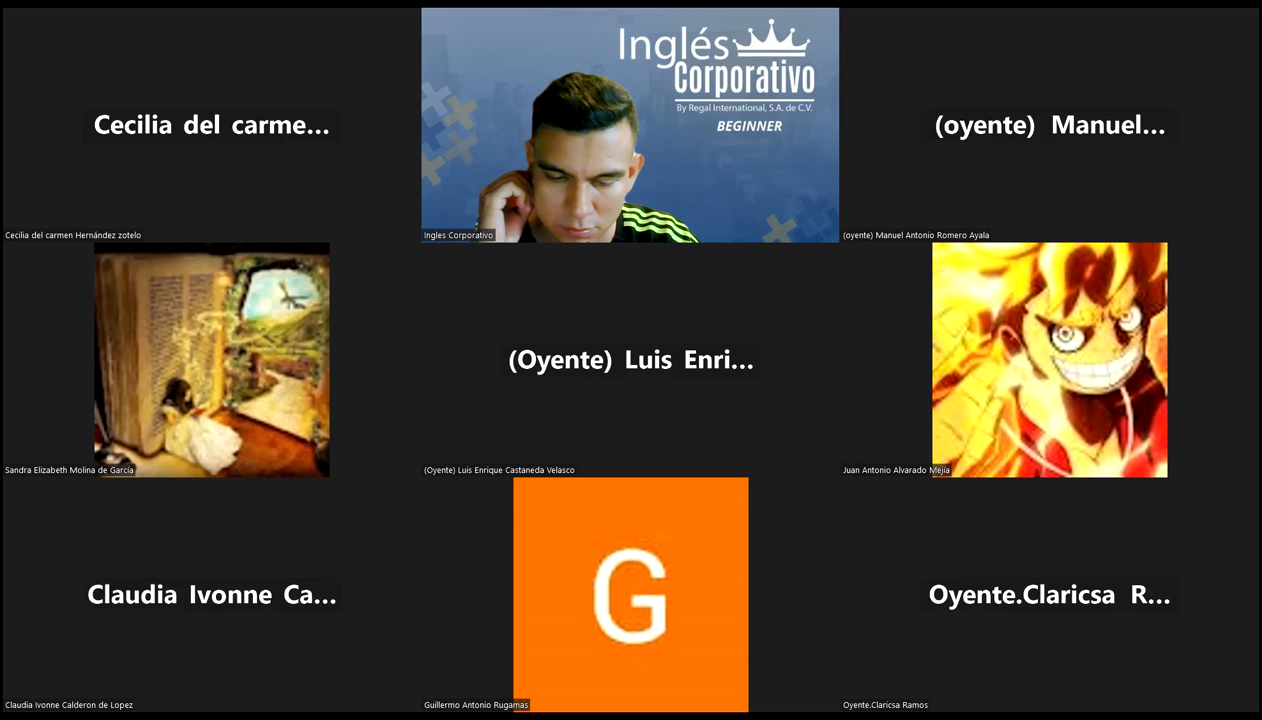 Cecilia del carme...
Cecilia del carmen Hernández zotelo
Inglés
Corporativo
By Regal International, S.A. de C.V.
BEGINNER
Ingles Corporativo
(oyente) Manuel...
(oyente) Manuel Antonio Romero Ayala
Sandra Elizabeth Molina de García
(Oyente) Luis Enri...
(Oyente) Luis Enrique Castaneda Velasco
Juan Antonio Alvarado Mejía
Claudia Ivonne Ca...
Claudia Ivonne Calderon de Lopez
G
Guillermo Antonio Rugamas
Oyente.Claricsa R...
Oyente.Claricsa Ramos